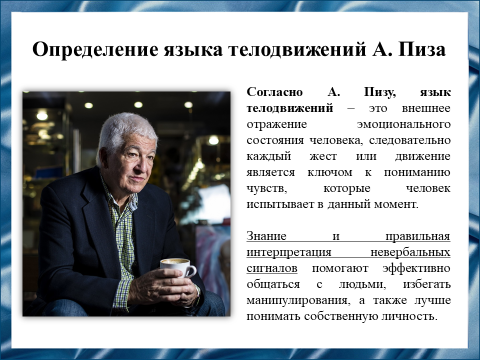 Определение языка телодвижений А. Пиза
Согласно А. Пизу, язык
телодвижений – это внешнее
отражение эмоционального
состояния человека, следовательно
каждый жест или движение
является ключом к пониманию
чувств, которые человек
испытывает в данный момент.
Знание и правильная
интерпретация невербальных
сигналов помогают эффективно
общаться с людьми, избегать
манипулирования, а также лучше
понимать собственную личность.